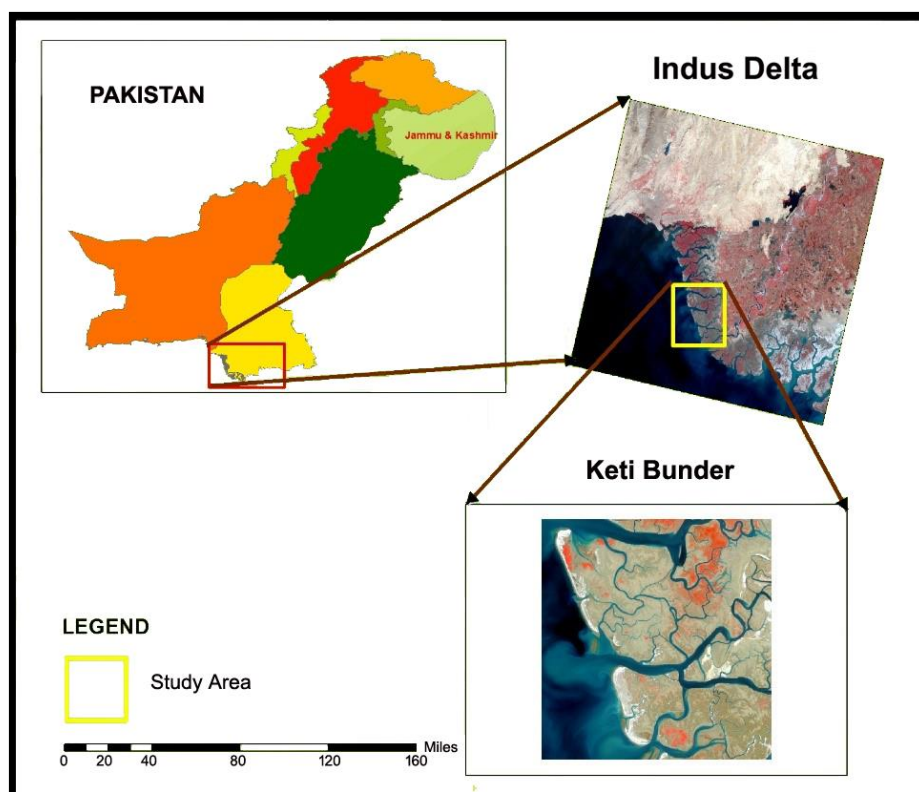 PAKISTAN
Jammu & Kashmir
Indus Delta
Keti Bunder
LEGEND
Study Area
Miles
0 20 40 80 120 160